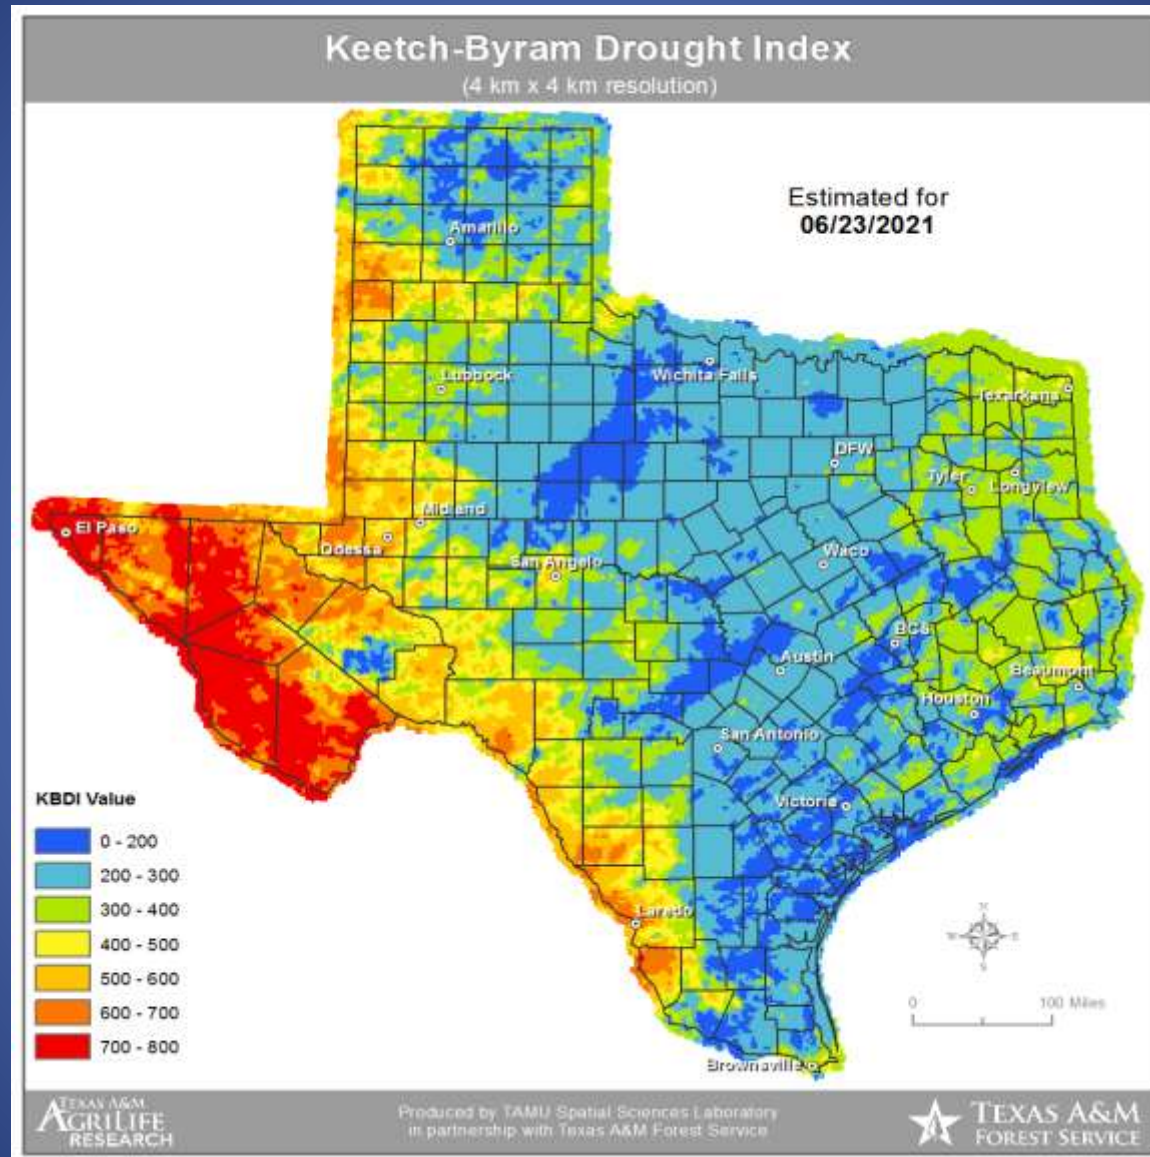 Keetch-Byram Drought Index
(4 km x 4 km resolution)
Estimated for
06/23/2021
Amarillo
Lubbock
Wichita Falls
Texarkana
DFW
Tyler
Longview
El Paso
Midland
Odessa
San Angelo
Waco
BCS
Austin
Beaumont
Houston
San Antonio
Victoria
Laredo
Brownsville
KBDI Value
0 - 200
200 - 300
300 - 400
400 - 500
500 - 600
600 - 700
700 - 800
N
W E
S
0 100 Miles
TEXAS A&M
AGRILIFE
RESEARCH
Produced by TAMU Spatial Sciences Laboratory
in partnership with Texas A&M Forest Service
TEXAS A&M
FOREST SERVICE